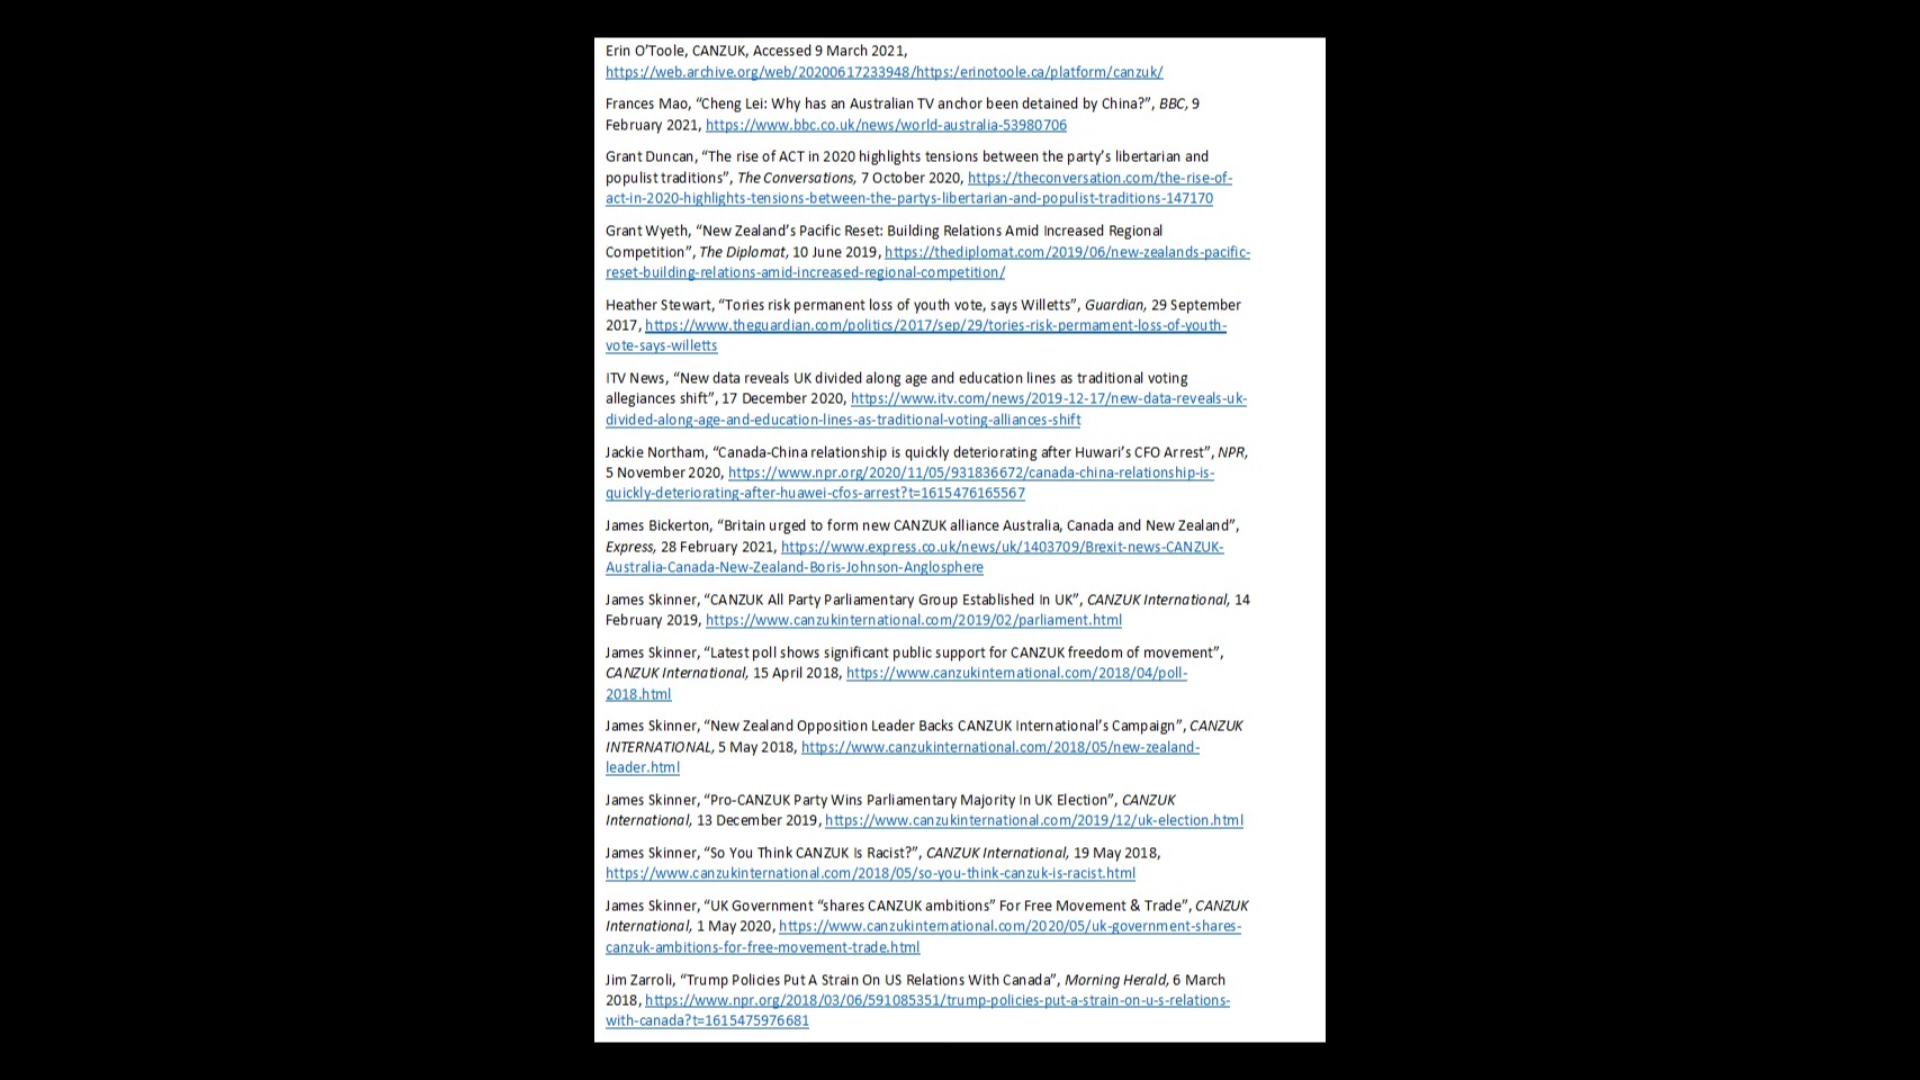 Erin O'Toole, CANZUK, Accessed 9 March 2021,
https://web.archive.org/web/20200617233948/https:/erinotoole.ca/platform/canzuk/
Frances Mao, “Cheng Lei: Why has an Australian TV anchor been detained by China?”, BBC, 9
February 2021, https://www.bbc.co.uk/news/world-australia-53980706
Grant Duncan, “The rise of ACT in 2020 highlights tensions between the party’s libertarian and
populist traditions”, The Conversations, 7 October 2020, https://theconversation.com/the-rise-of-
act-in-2020-highlights-tensions-between-the-partys-libertarian-and-populist-traditions-147170
Grant Wyeth, “New Zealand’s Pacific Reset: Building Relations Amid Increased Regional
Competition”, The Diplomat, 10 June 2019, https://thediplomat.com/2019/06/new-zealands-pacific-
reset-building-relations-amid-increased-regional-competition/
Heather Stewart, “Tories risk permanent loss of youth vote, says Willetts”, Guardian, 29 September
2017, https://www.theguardian.com/politics/2017/sep/29/tories-risk-permament-loss-of-youth-
vote-says-willetts
ITV News, “New data reveals UK divided along age and education lines as traditional voting
allegiances shift”, 17 December 2020, https://www.itv.com/news/2019-12-17/new-data-reveals-uk-
divided-along-age-and-education-lines-as-traditional-voting-alliances-shift
Jackie Northam, “Canada-China relationship is quickly deteriorating after Huwari’s CFO Arrest”, NPR,
5 November 2020, https://www.npr.org/2020/11/05/931836672/canada-china-relationship-is-
quickly-deteriorating-after-huawei-cfos-arrest?t=1615476165567
James Bickerton, “Britain urged to form new CANZUK alliance Australia, Canada and New Zealand”,
Express, 28 February 2021, https://www.express.co.uk/news/uk/1403709/Brexit-news-CANZUK-
Australia-Canada-New-Zealand-Boris-Johnson-Anglosphere
James Skinner, “CANZUK All Party Parliamentary Group Established In UK”, CANZUK International, 14
February 2019, https://www.canzukinternational.com/2019/02/parliament.html
James Skinner, “Latest poll shows significant public support for CANZUK freedom of movement”,
CANZUK International, 15 April 2018, https://www.canzukinternational.com/2018/04/poll-
2018.html
James Skinner, “New Zealand Opposition Leader Backs CANZUK International’s Campaign”, CANZUK
INTERNATIONAL, 5 May 2018, https://www.canzukinternational.com/2018/05/new-zealand-
leader.html
James Skinner, “Pro-CANZUK Party Wins Parliamentary Majority In UK Election”, CANZUK
International, 13 December 2019, https://www.canzukinternational.com/2019/12/uk-election.html
James Skinner, “So You Think CANZUK Is Racist?”, CANZUK International, 19 May 2018,
https://www.canzukinternational.com/2018/05/so-you-think-canzuk-is-racist.html
James Skinner, “UK Government “shares CANZUK ambitions” For Free Movement & Trade”, CANZUK
International, 1 May 2020, https://www.canzukinternational.com/2020/05/uk-government-shares-
canzuk-ambitions-for-free-movement-trade.html
Jim Zarroli, “Trump Policies Put A Strain On US Relations With Canada”, Morning Herald, 6 March
2018, https://www.npr.org/2018/03/06/591085351/trump-policies-put-a-strain-on-u-s-relations-
with-canada?t=1615475976681